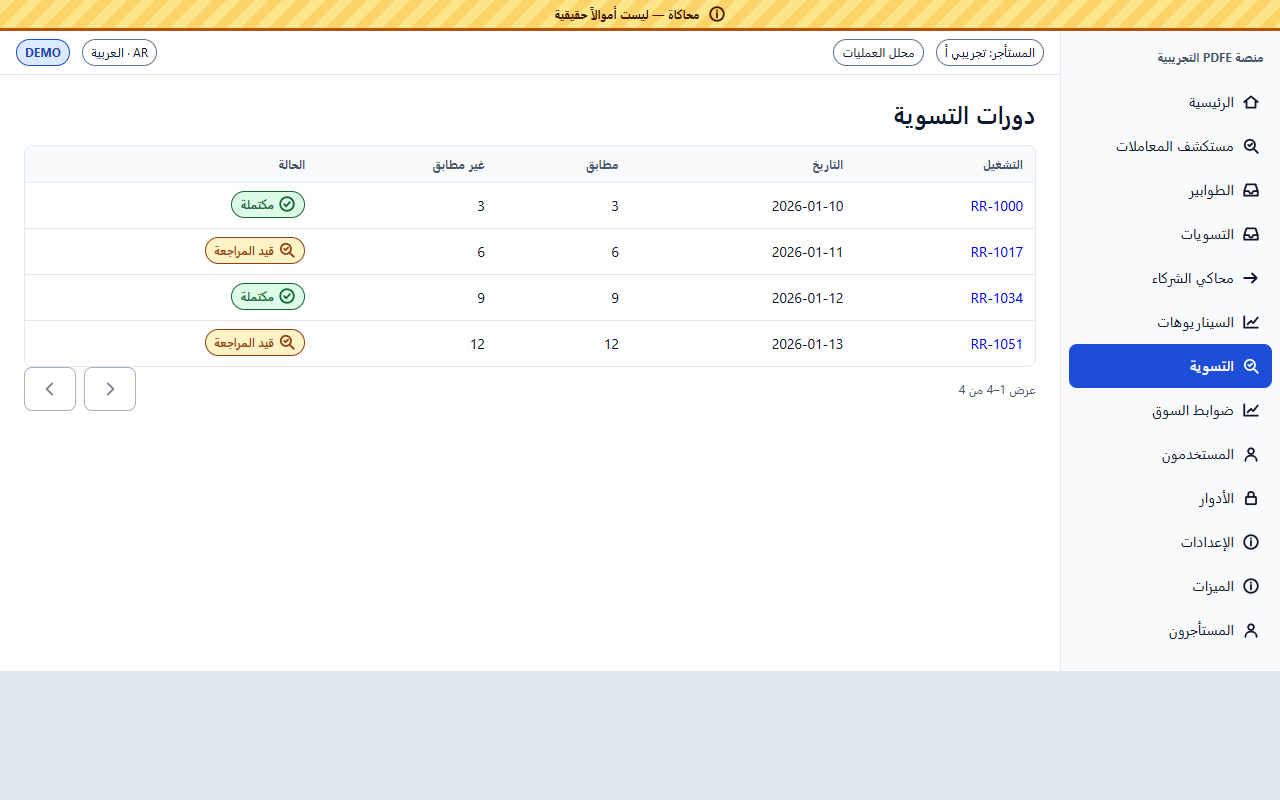 محاكاة — ليست أموالاً حقيقية
المستأجر: تجريبي أ
محلل العمليات
AR · العربية
DEMO
منصة PDFE التجريبية
الرئيسية
مستكشف المعاملات
الطوابير
التسويات
محاكي الشركاء
السيناريوهات
التسوية
ضوابط السوق
المستخدمون
الأدوار
الإعدادات
الميزات
المستأجرون
دورات التسوية
التشغيل التاريخ مطابق غير مطابق الحالة
RR-1000 2026-01-10 3 3 مكتملة
RR-1017 2026-01-11 6 6 قيد المراجعة
RR-1034 2026-01-12 9 9 مكتملة
RR-1051 2026-01-13 12 12 قيد المراجعة
عرض 1–4 من 4